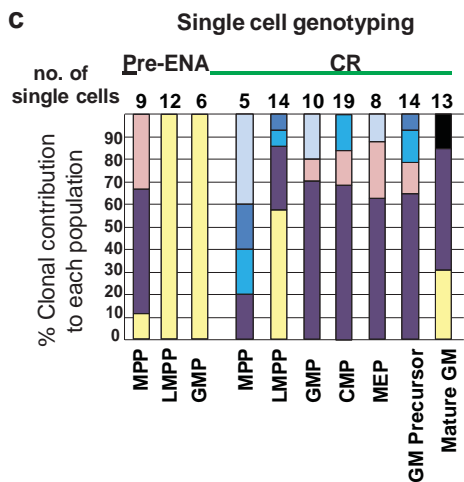 c
Single cell genotyping
Pre-ENA CR
no. of
single cells
9 12 6 5 14 10 19 8 14 13
% Clonal contribution
to each population
90
80
70
60
50
40
30
20
10
0
MPP
LMPP
GMP
MPP
LMPP
GMP
CMP
MEP
GM Precursor
Mature GM